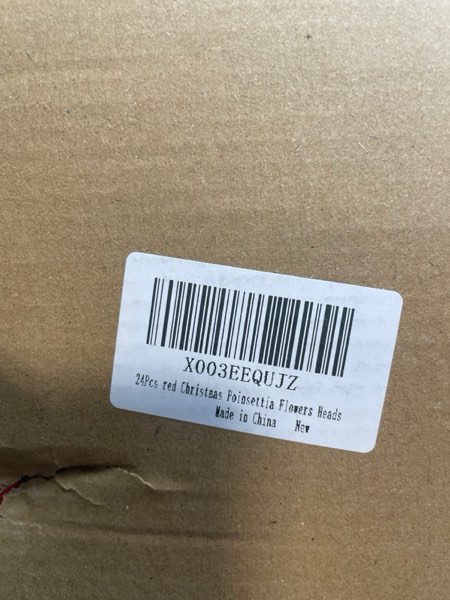 X003EEQUJZ
24Pcs red Christmas Poinsettia Flowers Heads
Made in China New